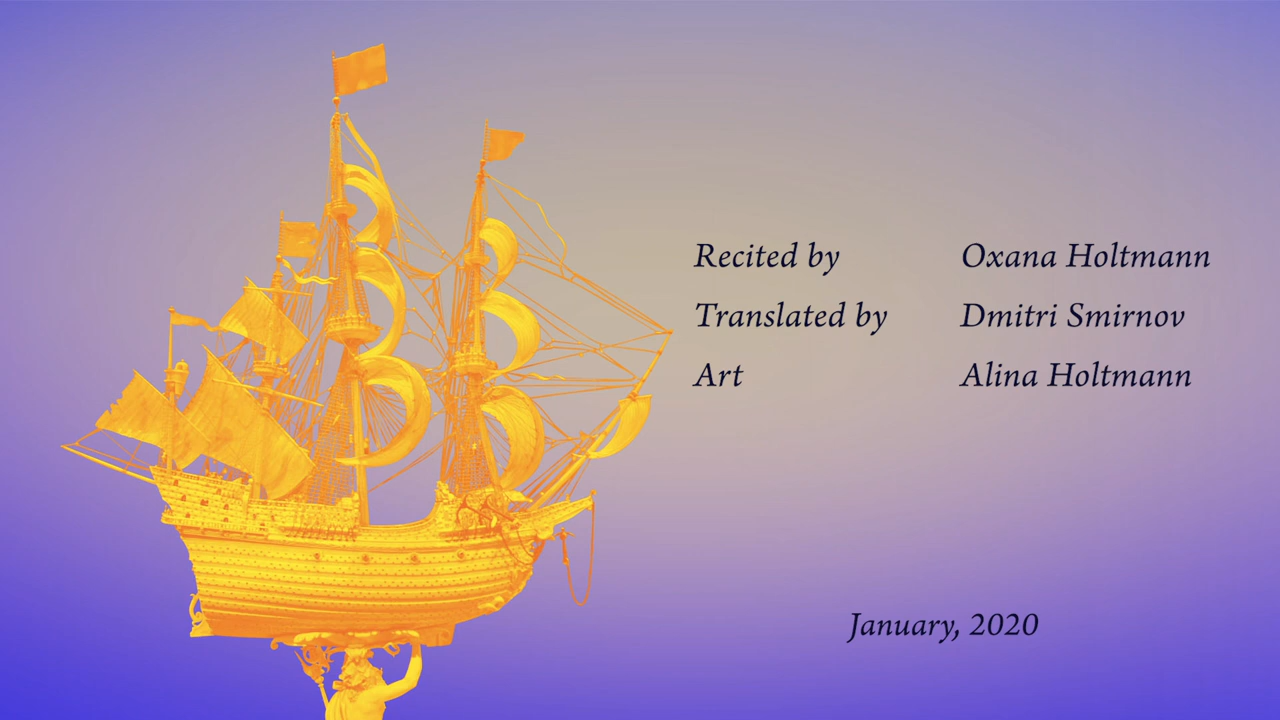 Recited by Oxana Holtmann
Translated by Dmitri Smirnov
Art Alina Holtmann
January, 2020